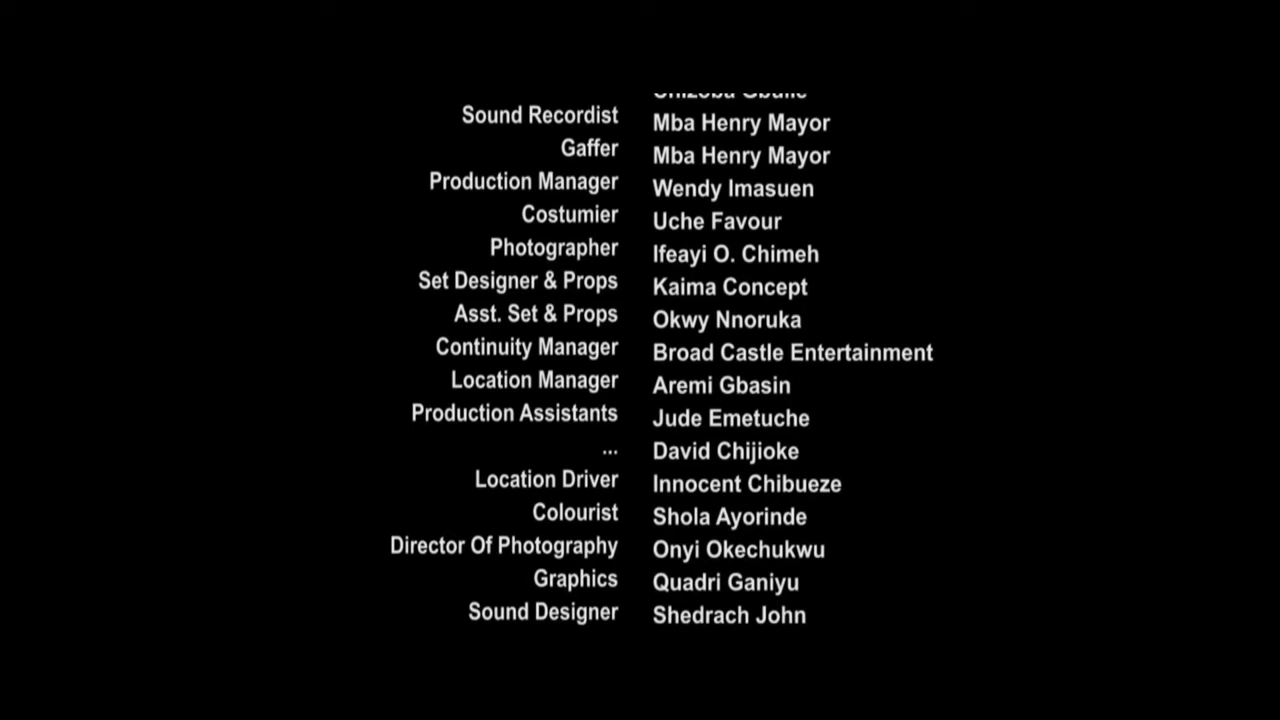 Sound Recordist Mba Henry Mayor
Gaffer Mba Henry Mayor
Production Manager Wendy Imasuen
Costumier Uche Favour
Photographer Ifeayi O. Chimeh
Set Designer & Props Kaima Concept
Asst. Set & Props Okwy Nnoruka
Continuity Manager Broad Castle Entertainment
Location Manager Aremi Gbasin
Production Assistants Jude Emetuche
... David Chijioke
Location Driver Innocent Chibueze
Colourist Shola Ayorinde
Director Of Photography Onyi Okechukwu
Graphics Quadri Ganiyu
Sound Designer Shedrach John